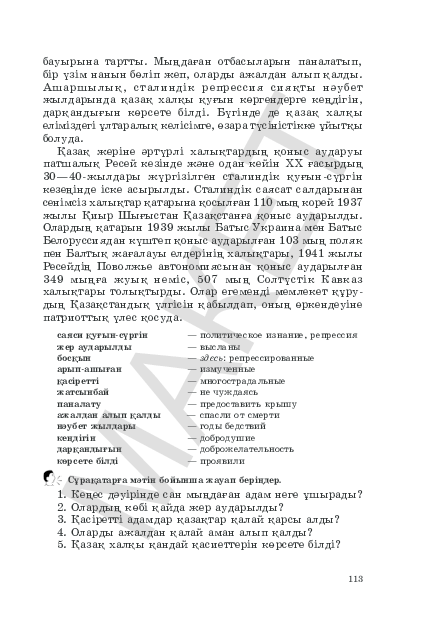 бауырына тартты. Мыңдаған отбасыларын паналатып,
бір үзім нанын бөліп жеп, оларды ажалдан алып қалды.
Ашаршылық, сталиндік репрессия сияқты нәубет
жылдарында қазақ халқы қуғын көргендерге кеңдігін,
дарқандығын көрсете білді. Бүгінде де қазақ халқы
еліміздегі ұлтаралық келісімге, өзара түсіністікке ұйытқы
болуда.
Қазақ жеріне әртүрлі халықтардың қоныс аударуы
патшалық Ресей кезінде және одан кейін XX ғасырдың
30—40-жылдары жүргізілген сталиндік қуғын-сүргін
кезеңінде іске асырылды. Сталиндік саясат салдарынан
сенімсіз халықтар қатарына қосылған 110 мың корей 1937
жылы Қиыр Шығыстан Қазақстанға қоныс аударылды.
Олардың қатарын 1939 жылы Батыс Украина мен Батыс
Белоруссиядан күштеп қоныс аударылған 103 мың поляк
пен Балтық жағалауы елдерінің халықтары, 1941 жылы
Ресейдің Поволжье автономиясынан қоныс аударылған
349 мыңға жуық неміс, 507 мың Солтүстік Кавказ
халықтары толықтырды. Олар егеменді мемлекет құру-
дың Қазақстандық үлгісін қабылдап, оның өркендеуіне
патриоттық үлес қосуда.
саяси қуғын-сүргін — политическое изнание, репрессия
жер аударылды — высланы
босқын — здесь: репрессированные
арып-ашыған — измученные
қасіретті — многострадальные
жатсынбай — не чуждаясь
паналату — предоставить крышу
ажалдан алып қалды — спасли от смерти
нәубет жылдары — годы бедствий
кеңдігін — добродушие
дарқандығын — доброжелательность
көрсете білді — проявили
Сұрақатарға мәтін бойынша жауап беріңдер.
1. Кеңес дәуірінде сан мыңдаған адам неге ұшырады?
2. Олардың көбі қайда жер аударылды?
3. Қасіретті адамдар қазақтар қалай қарсы алды?
4. Оларды ажалдан қалай аман алып қалды?
5. Қазақ халқы қандай қасиеттерін көрсете білді?
113
МАКЕТ